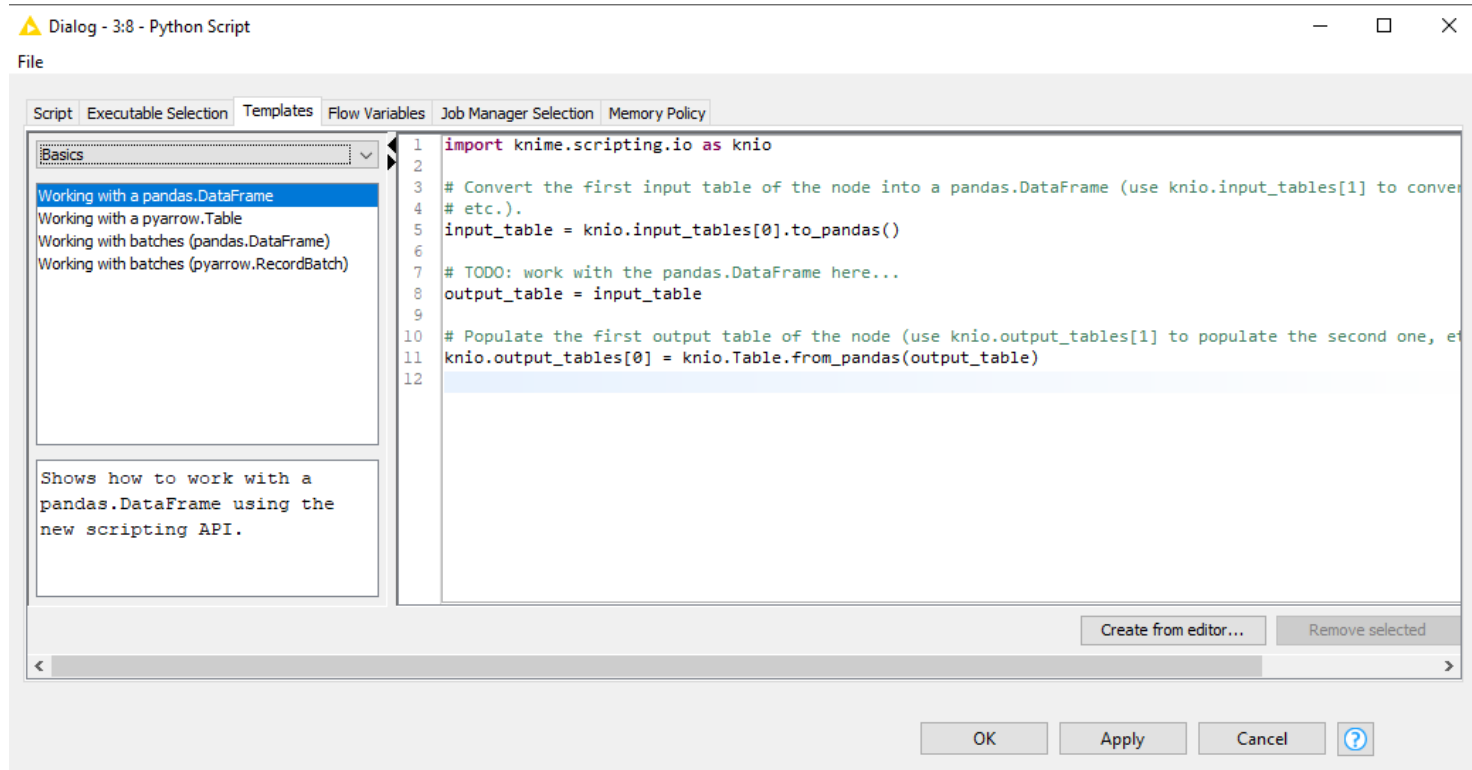 Dialog - 3:8 - Python Script
File
Script Executable Selection Templates Flow Variables Job Manager Selection Memory Policy
Basics
Working with a pandas.DataFrame
Working with a pyarrow.Table
Working with batches (pandas.DataFrame)
Working with batches (pyarrow.RecordBatch)
Shows how to work with a
pandas.DataFrame using the
new scripting API.
1 import knime.scripting.io as knio
2
3 # Convert the first input table of the node into a pandas.DataFrame (use knio.input_tables[1] to conver
4 # etc.).
5 input_table = knio.input_tables[0].to_pandas()
6
7 # TODO: work with the pandas.DataFrame here...
8 output_table = input_table
9
10 # Populate the first output table of the node (use knio.output_tables[1] to populate the second one, et
11 knio.output_tables[0] = knio.Table.from_pandas(output_table)
12
Create from editor... Remove selected
OK Apply Cancel ?